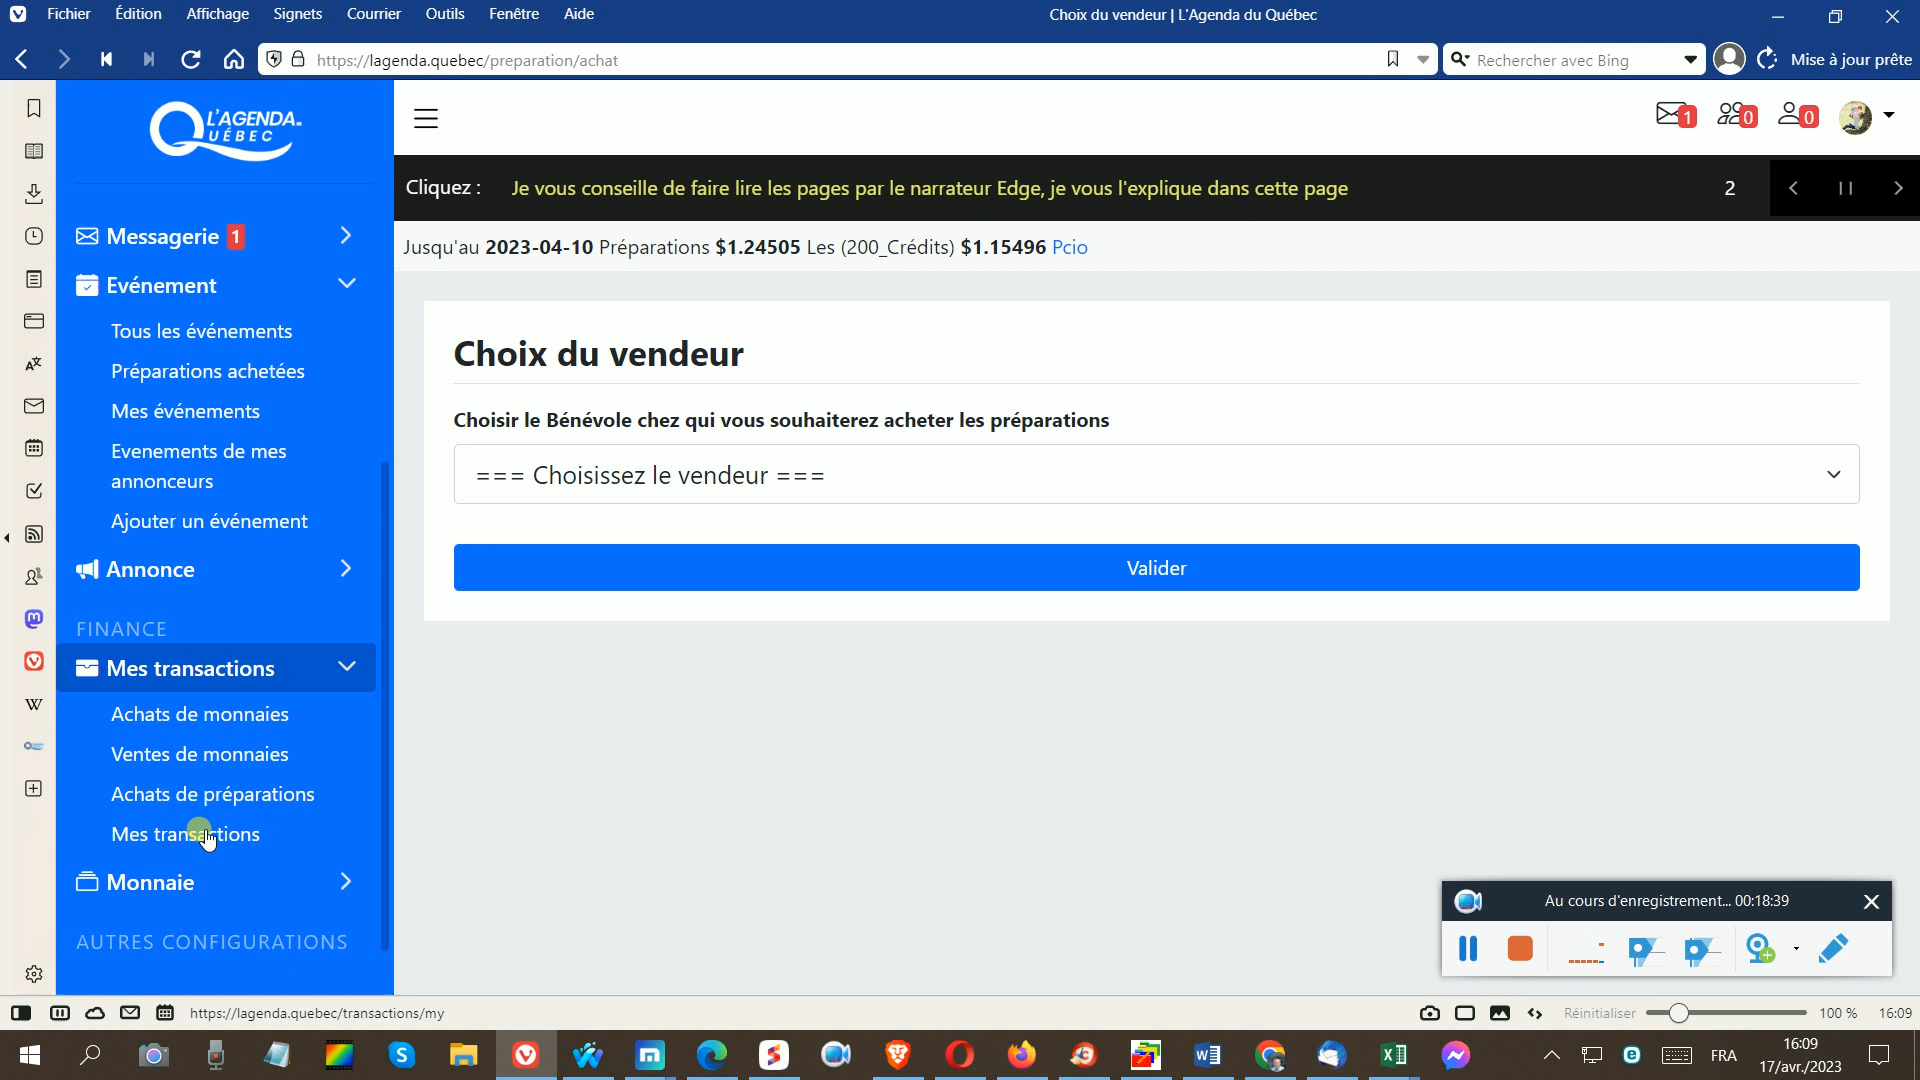 Fichier Édition Affichage Signets Courrier Outils Fenêtre Aide
Choix du vendeur | L'Agenda du Québec
https://lagenda.quebec/preparation/achat
Rechercher avec Bing
Mise à jour prête
L'AGENDA.
UÉBEC
1 0 0
Cliquez : Je vous conseille de faire lire les pages par le narrateur Edge, je vous l'explique dans cette page 2
Jusqu'au 2023-04-10 Préparations $1.24505 Les (200_Crédits) $1.15496 Pcio
Messagerie 1
Evénement
Tous les événements
Préparations achetées
Mes événements
Evenements de mes
annonceurs
Ajouter un événement
Annonce
FINANCE
Mes transactions
Achats de monnaies
Ventes de monnaies
Achats de préparations
Mes transactions
Monnaie
AUTRES CONFIGURATIONS
Choix du vendeur
Choisir le Bénévole chez qui vous souhaiterez acheter les préparations
=== Choisissez le vendeur ===
Valider
Au cours d'enregistrement... 00:18:39
https://lagenda.quebec/transactions/my
Réinitialiser 100 % 16:09
FRA
16:09
17/avr./2023